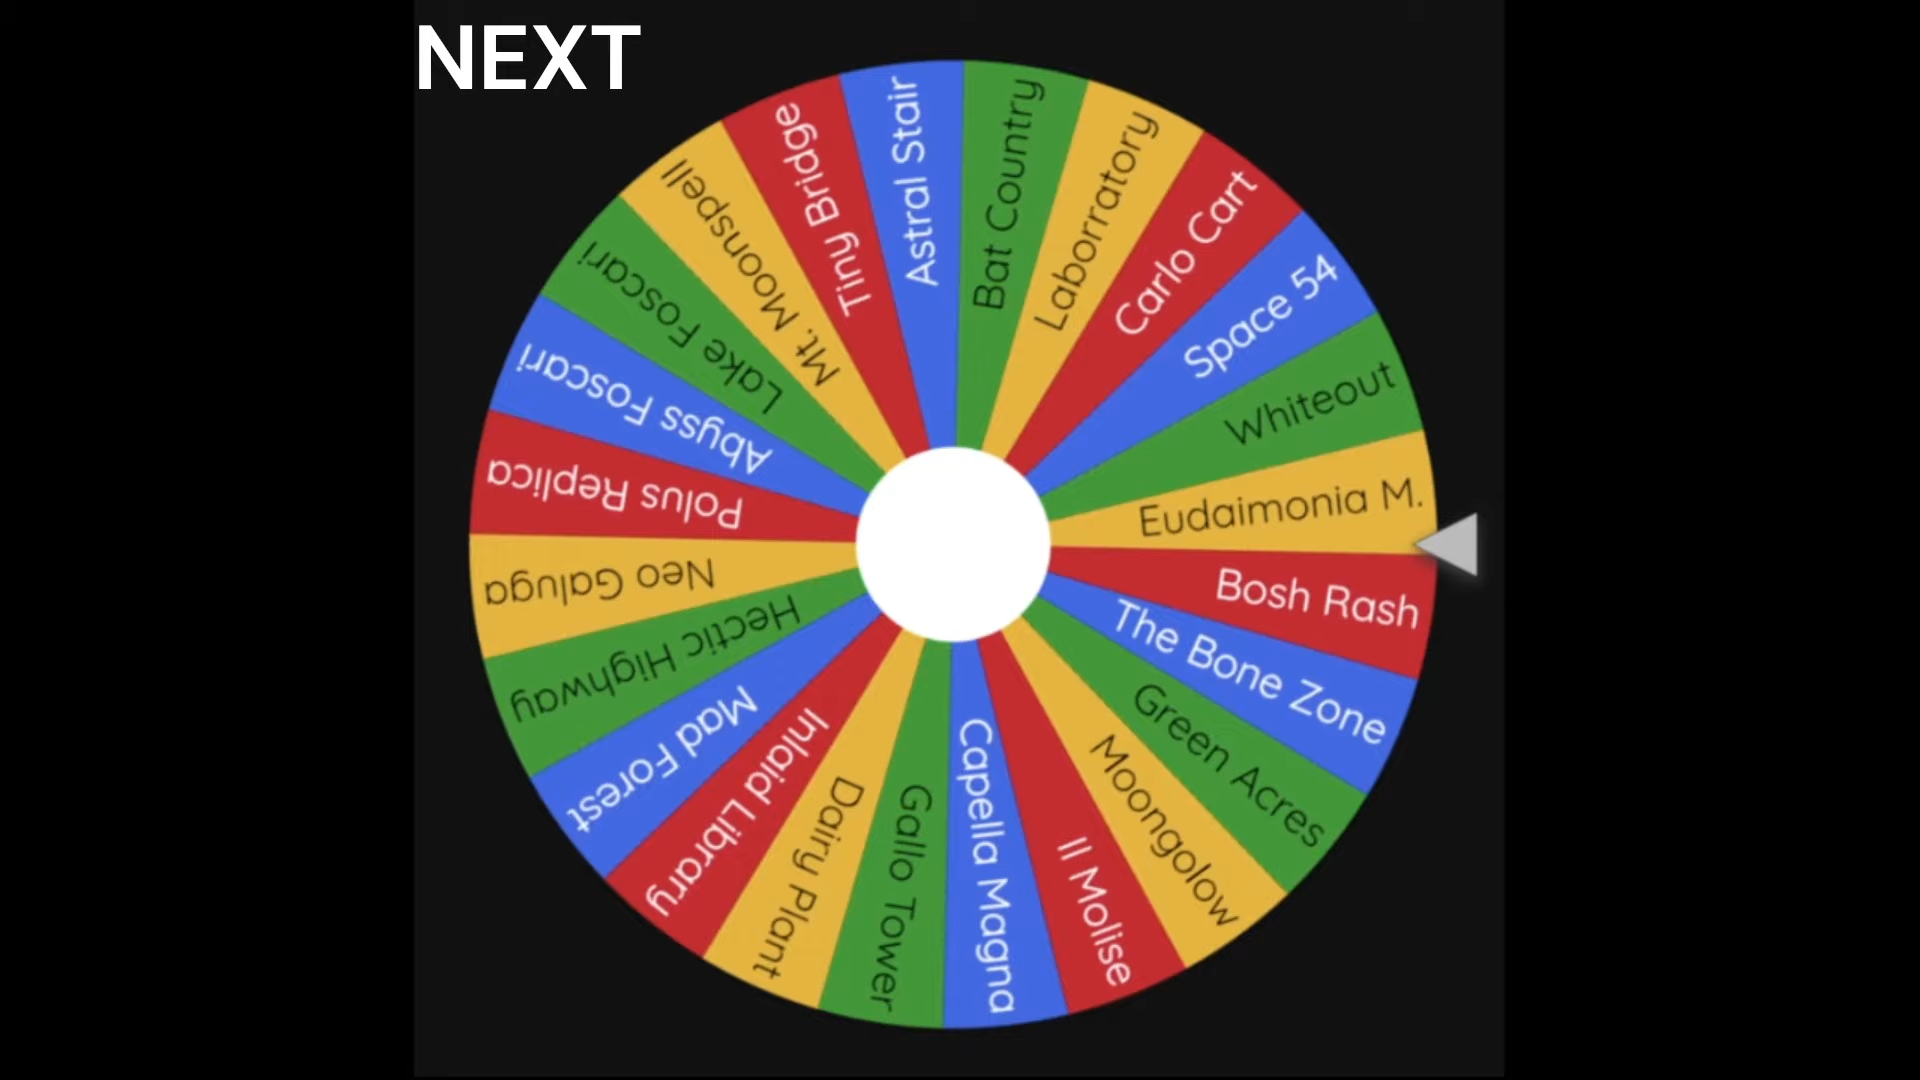 NEXT
Astral Stair
Bat Country
Laborratory
Carlo Cart
Space 54
Whiteout
Eudaimonia M.
Bosh Rash
The Bone Zone
Green Acres
Moongolow
Il Molise
Capella Magna
Gallo Tower
Dairy Plant
Inlaid Library
Mad Forest
Hectic Highway
Neo Galuga
Polus Replica
Abyss Foscari
Lake Foscari
Mt. Moonspell
Tiny Bridge